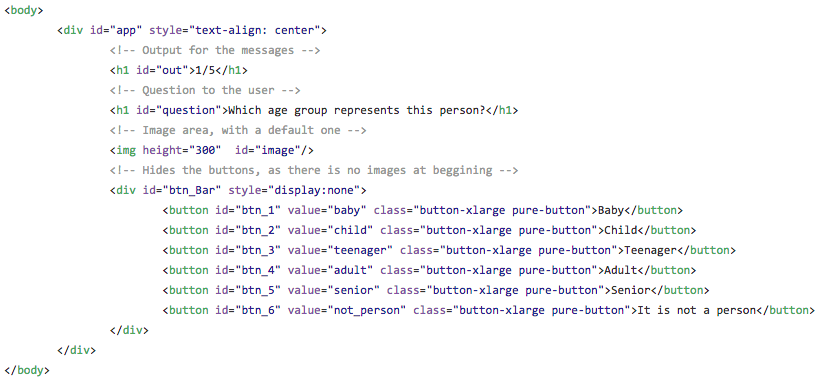 <body>
<div id="app" style="text-align: center">
<!-- Output for the messages -->
<h1 id="out">1/5</h1>
<!-- Question to the user -->
<h1 id="question">Which age group represents this person?</h1>
<!-- Image area, with a default one -->
<img height="300"  id="image"/>
<!-- Hides the buttons, as there is no images at beggining -->
<div id="btn_Bar" style="display:none">
<button id="btn_1" value="baby" class="button-xlarge pure-button">Baby</button>
<button id="btn_2" value="child" class="button-xlarge pure-button">Child</button>
<button id="btn_3" value="teenager" class="button-xlarge pure-button">Teenager</button>
<button id="btn_4" value="adult" class="button-xlarge pure-button">Adult</button>
<button id="btn_5" value="senior" class="button-xlarge pure-button">Senior</button>
<button id="btn_6" value="not_person" class="button-xlarge pure-button">It is not a person</button>
</div>
</div>
</body>